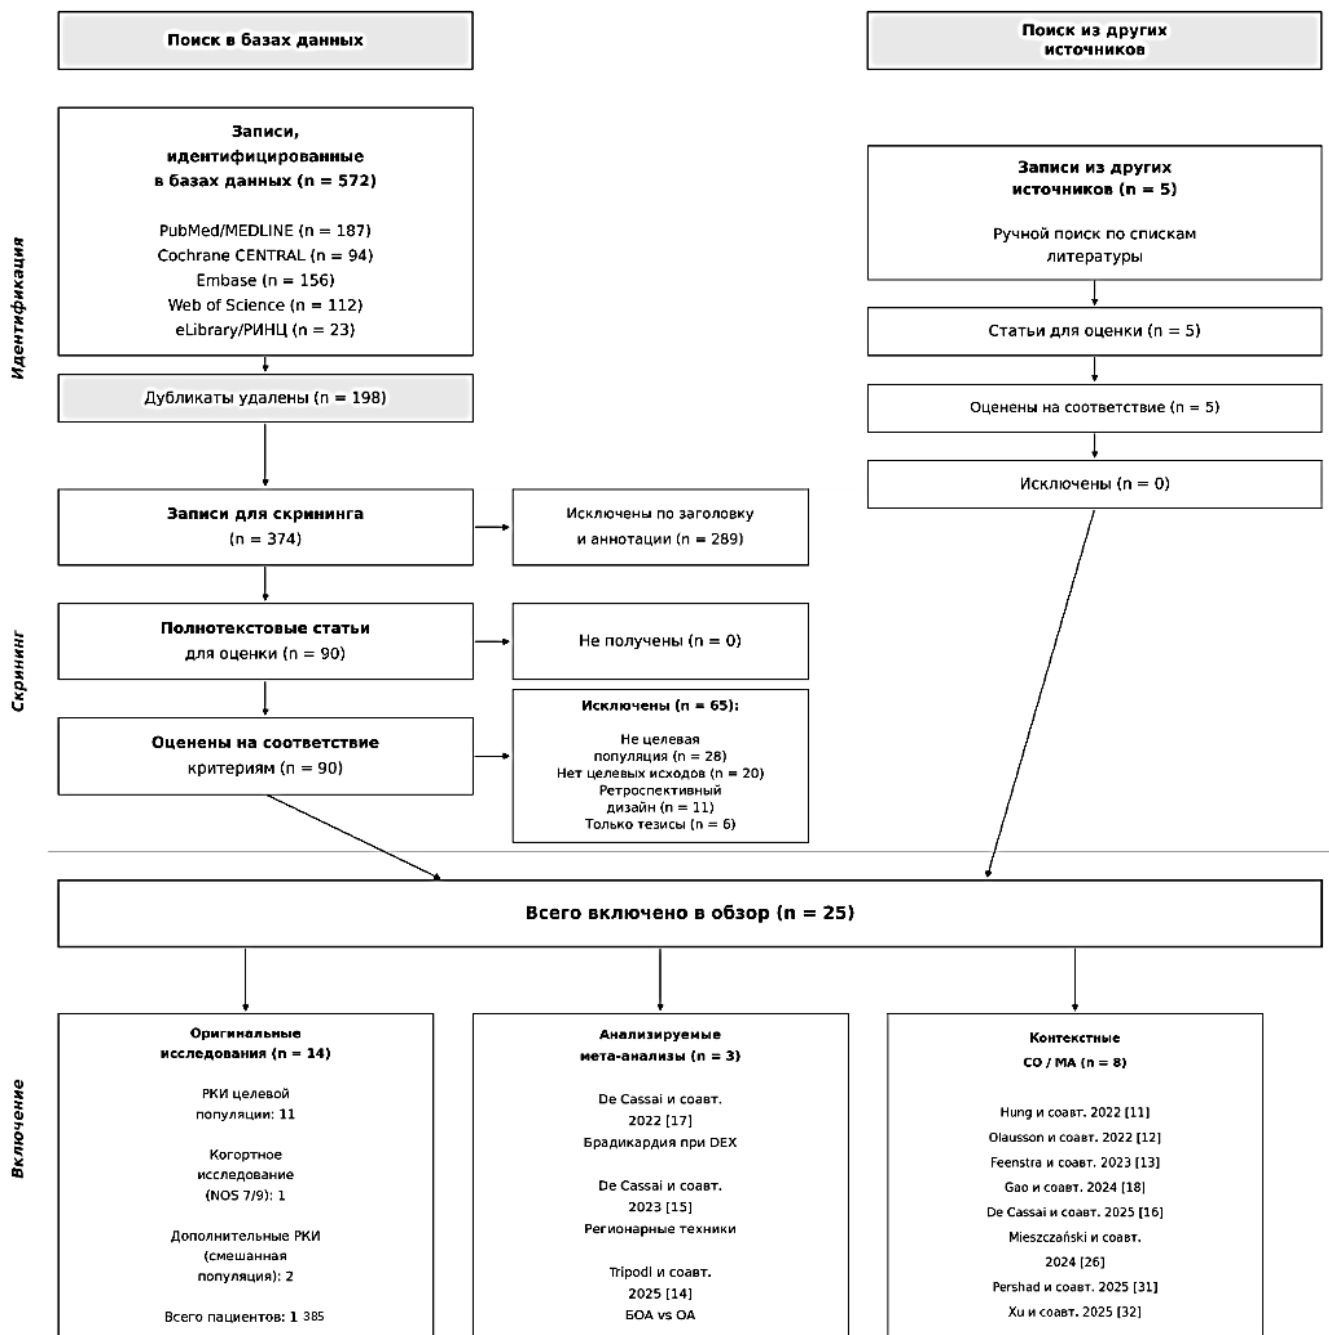 Поиск в базах данных
Поиск из других
источников
Идентификация
Записи,
идентифицированные
в базах данных (n = 572)
PubMed/MEDLINE (n = 187)
Cochrane CENTRAL (n = 94)
Embase (n = 156)
Web of Science (n = 112)
eLibrary/РИНЦ (n = 23)
Дубликаты удалены (n = 198)
Записи из других
источников (n = 5)
Ручной поиск по спискам
литературы
Статьи для оценки (n = 5)
Оценены на соответствие (n = 5)
Исключены (n = 0)
Скрининг
Записи для скрининга
(n = 374)
Исключены по заголовку
и аннотации (n = 289)
Полнотекстовые статьи
для оценки (n = 90)
Не получены (n = 0)
Оценены на соответствие
критериям (n = 90)
Исключены (n = 65):
Не целевая
популяция (n = 28)
Нет целевых исходов (n = 20)
Ретроспективный
дизайн (n = 11)
Только тезисы (n = 6)
Включение
Всего включено в обзор (n = 25)
Оригинальные
исследования (n = 14)
РКИ целевой
популяции: 11
Когортное
исследование
(NOS 7/9): 1
Дополнительные РКИ
(смешанная
популяция): 2
Всего пациентов: 1 385
Анализируемые
мета-анализы (n = 3)
De Cassai и соавт.
2022 [17]
Брадикардия при DEX
De Cassai и соавт.
2023 [15]
Регионарные техники
Tripodi и соавт.
2025 [14]
БОА vs ОА
Контекстные
СО / МА (n = 8)
Hung и соавт. 2022 [11]
Olausson и соавт. 2022 [12]
Feenstra и соавт. 2023 [13]
Gao и соавт. 2024 [18]
De Cassai и соавт. 2025 [16]
Mieszczański и соавт.
2024 [26]
Pershad и соавт. 2025 [31]
Xu и соавт. 2025 [32]